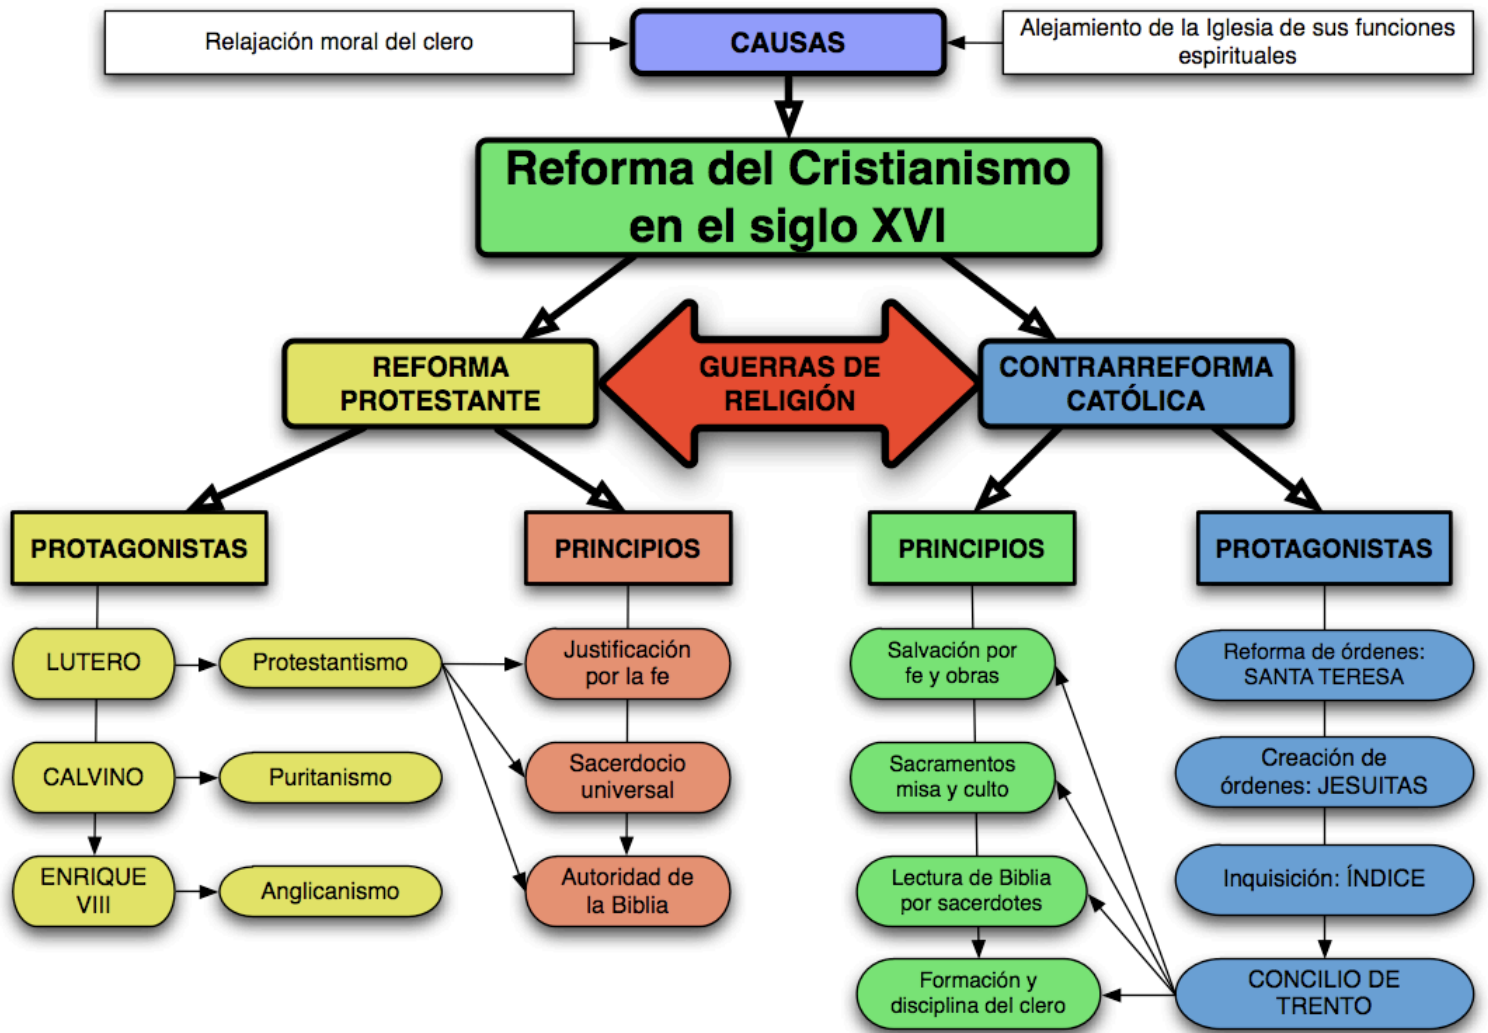 Relajación moral del clero
CAUSAS
Alejamiento de la Iglesia de sus funciones
espirituales
Reforma del Cristianismo
en el siglo XVI
REFORMA
PROTESTANTE
GUERRAS DE
RELIGIÓN
CONTRARREFORMA
CATÓLICA
PROTAGONISTAS
PRINCIPIOS
PRINCIPIOS
PROTAGONISTAS
LUTERO
Protestantismo
Justificación
por la fe
Salvación por
fe y obras
Reforma de órdenes:
SANTA TERESA
CALVINO
Puritanismo
Sacerdocio
universal
Sacramentos
misa y culto
Creación de
órdenes: JESUITAS
ENRIQUE
VIII
Anglicanismo
Autoridad de
la Biblia
Lectura de Biblia
por sacerdotes
Inquisición: ÍNDICE
Formación y
disciplina del clero
CONCILIO DE
TRENTO